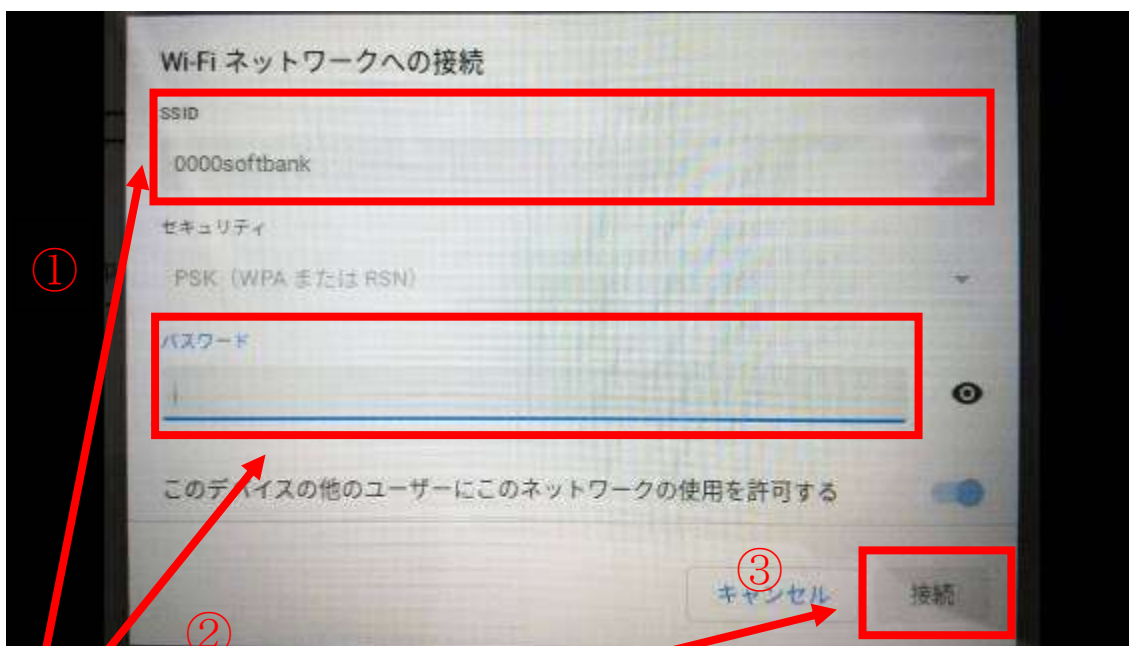 Wi-Fi ネットワークへの接続
SSID
0000softbank
セキュリティ
①
PSK（WPA または RSN）
パスワード
このデバイスの他のユーザーにこのネットワークの使用を許可する
③
キャンセル
接続
②